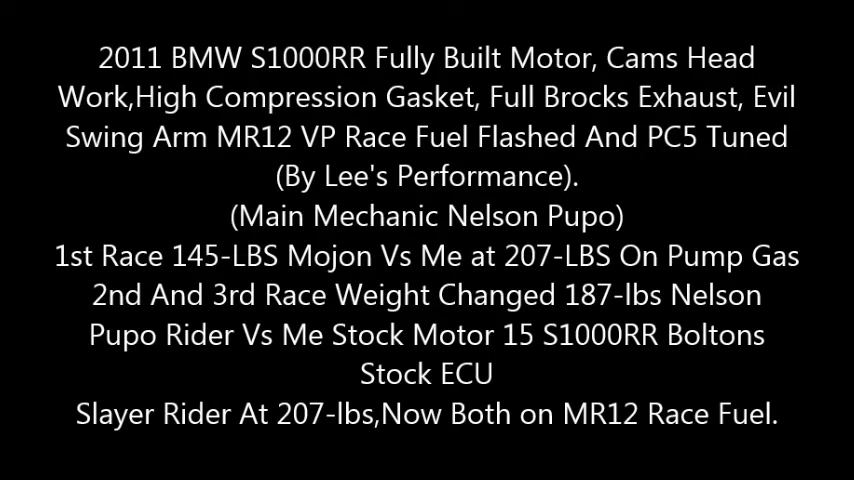 2011 BMW S1000RR Fully Built Motor, Cams Head
Work,High Compression Gasket, Full Brocks Exhaust, Evil
Swing Arm MR12 VP Race Fuel Flashed And PC5 Tuned
(By Lee's Performance).
(Main Mechanic Nelson Pupo)
1st Race 145-LBS Mojon Vs Me at 207-LBS On Pump Gas
2nd And 3rd Race Weight Changed 187-lbs Nelson
Pupo Rider Vs Me Stock Motor 15 S1000RR Boltons
Stock ECU
Slayer Rider At 207-lbs,Now Both on MR12 Race Fuel.